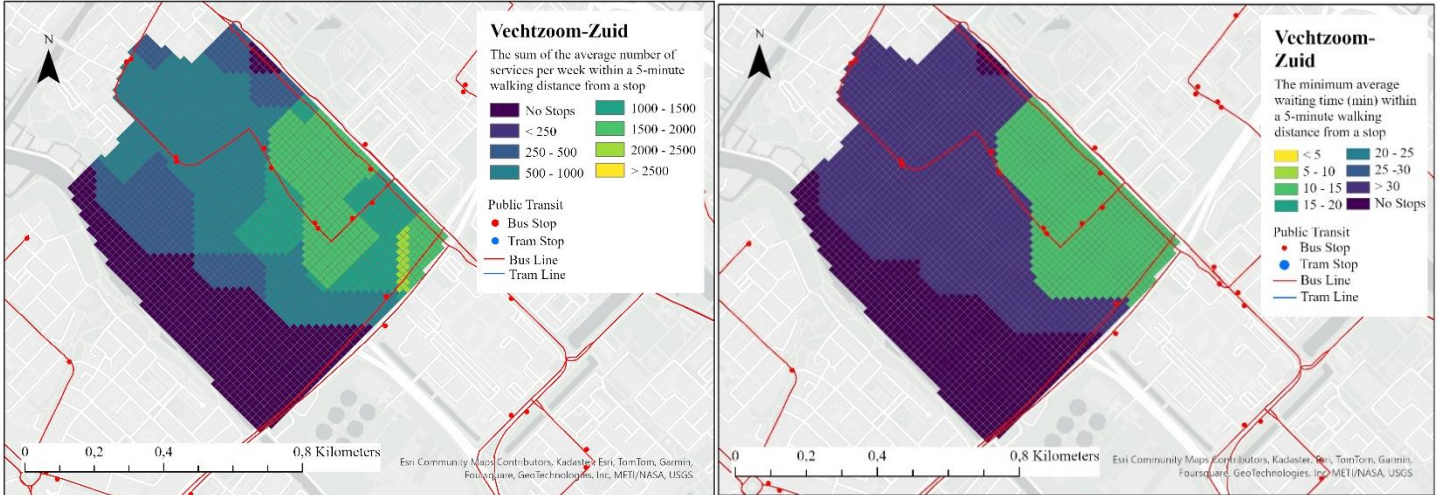 N
Vechtzoom-Zuid
The sum of the average number of
services per week within a 5-minute
walking distance from a stop
No Stops
< 250
250 - 500
500 - 1000
1000 - 1500
1500 - 2000
2000 - 2500
> 2500
Public Transit
Bus Stop
Tram Stop
Bus Line
Tram Line
0 0,2 0,4 0,8 Kilometers
Esri Community Maps Contributors, Kadaster, Esri, TomTom, Garmin,
Foursquare, GeoTechnologies, Inc, METI/NASA, USGS
N
Vechtzoom-
Zuid
The minimum average
waiting time (min) within
a 5-minute walking
distance from a stop
< 5
5 - 10
10 - 15
15 - 20
20 - 25
25 -30
> 30
No Stops
Public Transit
Bus Stop
Tram Stop
Bus Line
Tram Line
0 0,2 0,4 0,8 Kilometers
Esri Community Maps Contributors, Kadaster, Esri, TomTom, Garmin,
Foursquare, GeoTechnologies, Inc, METI/NASA, USGS